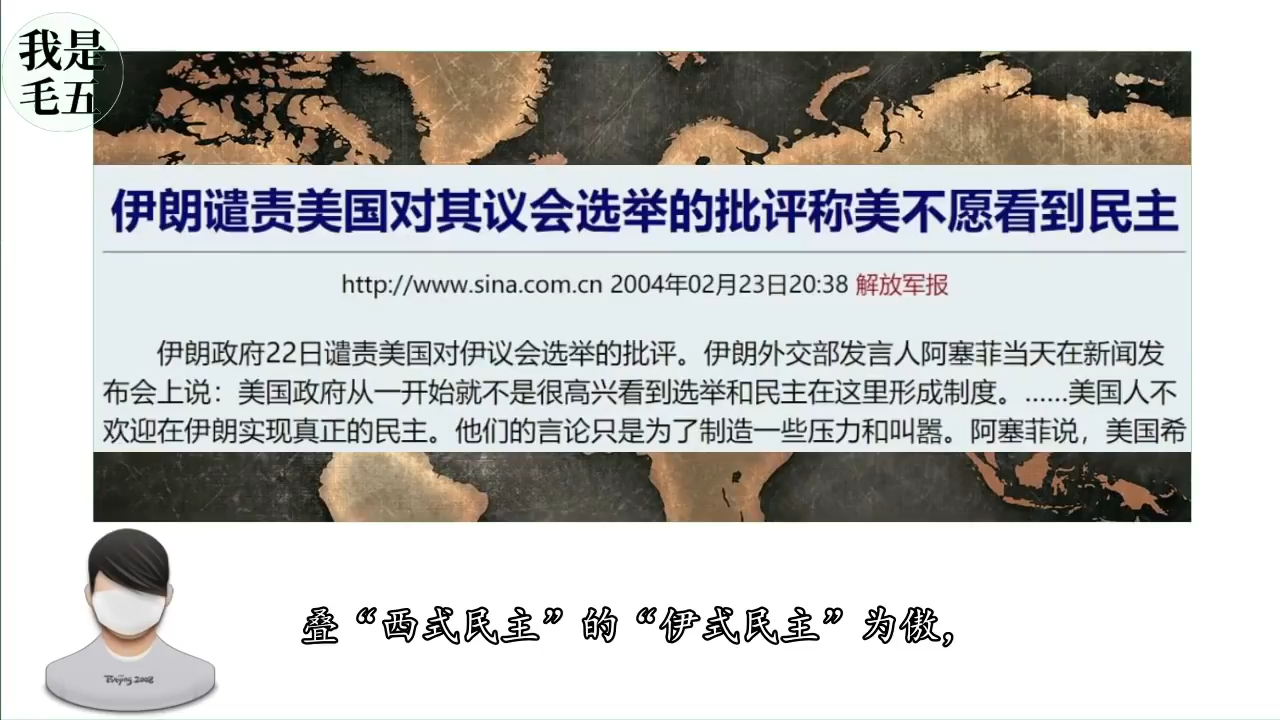 我是
毛五
伊朗谴责美国对其议会选举的批评称美不愿看到民主
http://www.sina.com.cn 2004年02月23日20:38 解放军报
伊朗政府22日谴责美国对伊议会选举的批评。伊朗外交部发言人阿塞菲当天在新闻发
布会上说：美国政府从一开始就不是很高兴看到选举和民主在这里形成制度。……美国人不
欢迎在伊朗实现真正的民主。他们的言论只是为了制造一些压力和叫嚣。阿塞菲说，美国希
叠“西式民主”的“伊式民主”为傲，
Beijing 2008